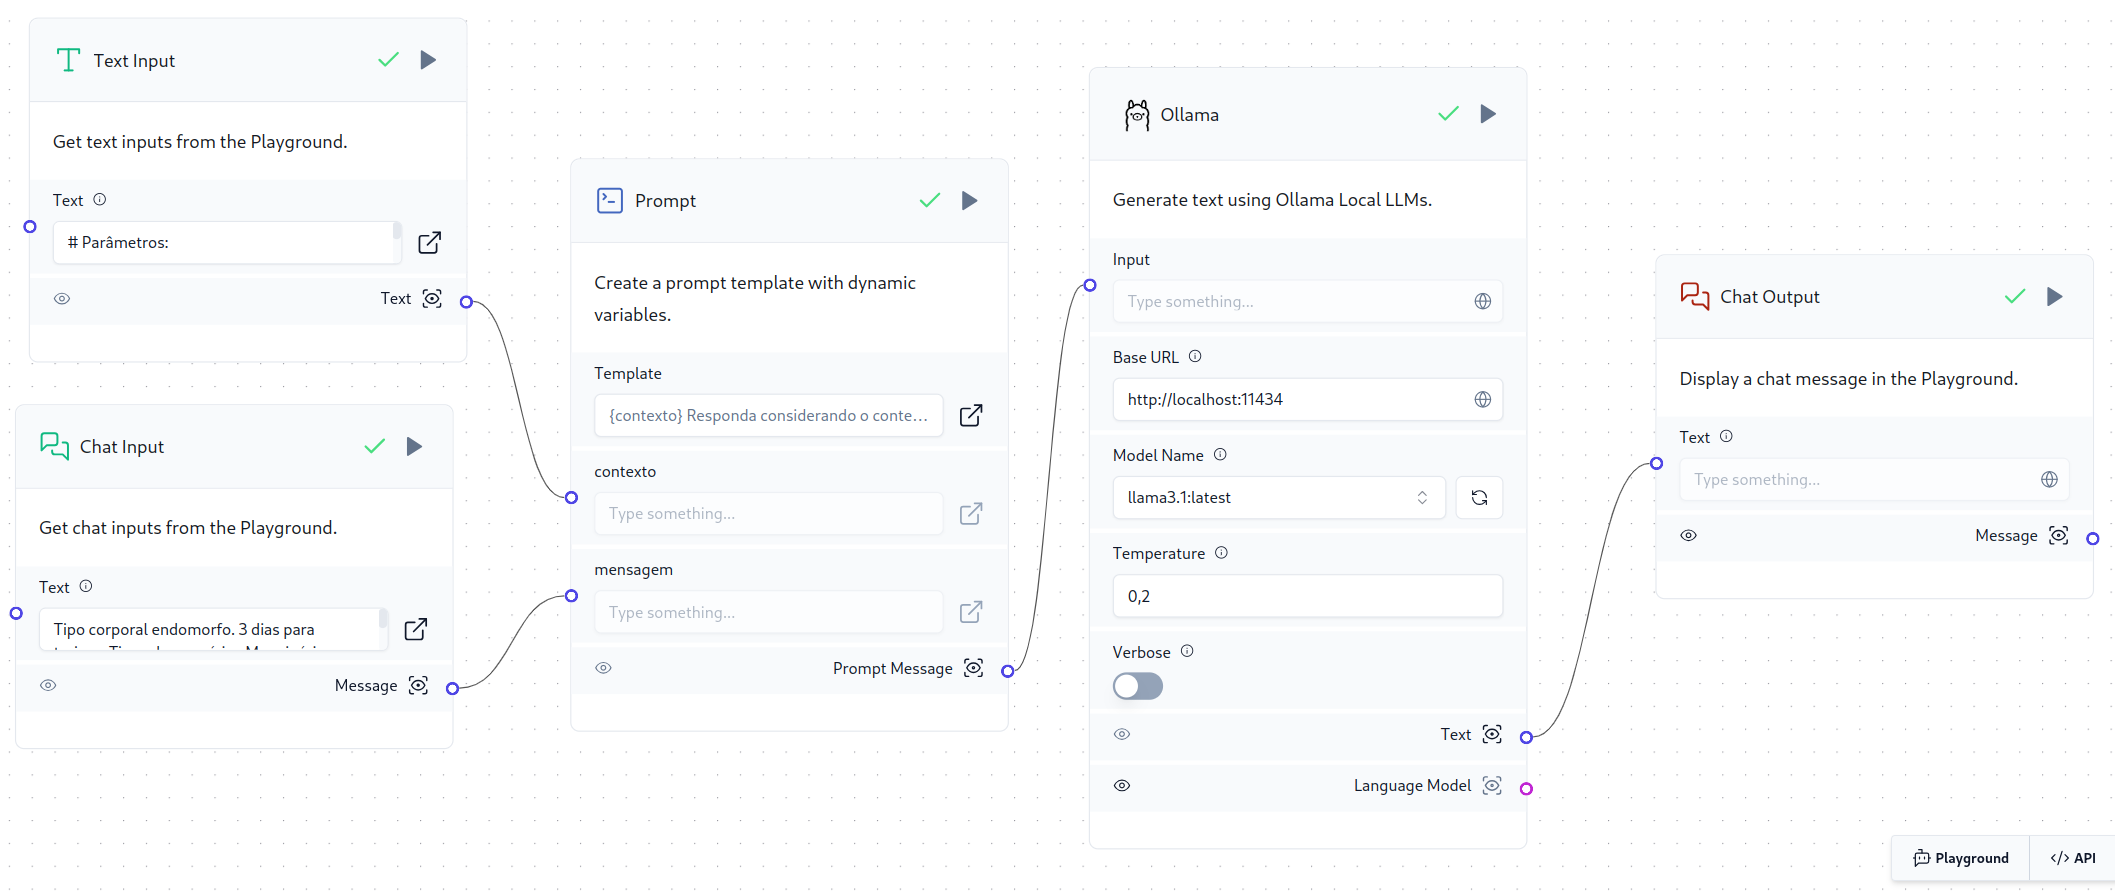 Text Input
Get text inputs from the Playground.
Text
# Parâmetros:
Text
Chat Input
Get chat inputs from the Playground.
Text
Tipo corporal endomorfo. 3 dias para
Message
Prompt
Create a prompt template with dynamic
variables.
Template
{contexto} Responda considerando o conte...
contexto
Type something...
mensagem
Type something...
Prompt Message
Ollama
Generate text using Ollama Local LLMs.
Input
Type something...
Base URL
http://localhost:11434
Model Name
llama3.1:latest
Temperature
0,2
Verbose
Text
Language Model
Chat Output
Display a chat message in the Playground.
Text
Type something...
Message
Playground
</> API